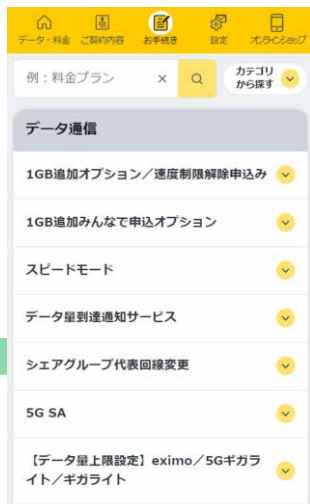 データ・料金 ご契約内容 お手続き 設定 オンラインショップ
例：料金プラン × カテゴリ
から探す
データ通信
1GB追加オプション／速度制限解除申込み
1GB追加みんなで申込オプション
スピードモード
データ量到達通知サービス
シェアグループ代表回線変更
5G SA
【データ量上限設定】eximo／5Gギガラ
イト／ギガライト